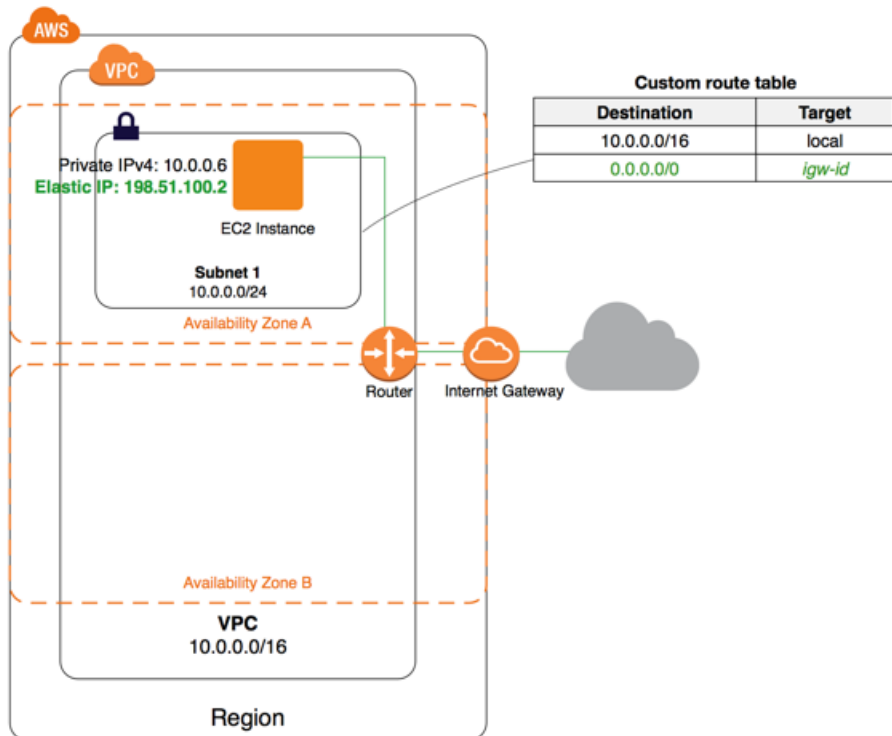 AWS
VPC
Custom route table
Destination Target
10.0.0.0/16 local
0.0.0.0/0 igw-id
Private IPv4: 10.0.0.6
Elastic IP: 198.51.100.2
EC2 Instance
Subnet 1
10.0.0.0/24
Availability Zone A
Router
Internet Gateway
Availability Zone B
VPC
10.0.0.0/16
Region